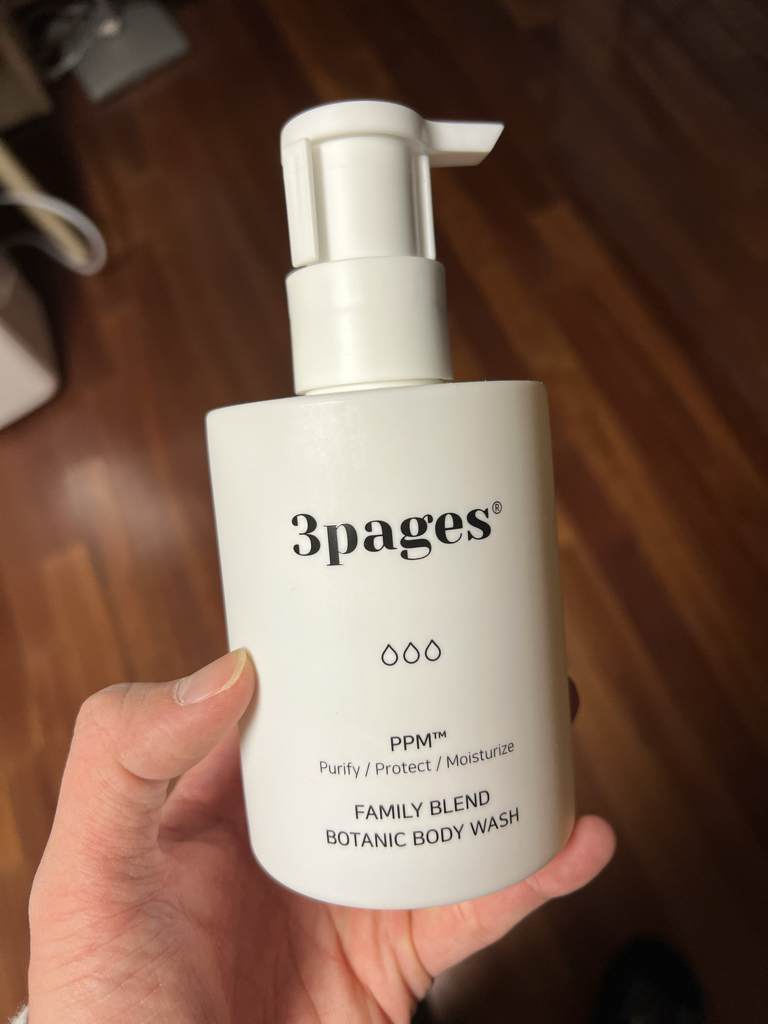 3pages®
PPM™
Purify / Protect / Moisturize
FAMILY BLEND
BOTANIC BODY WASH